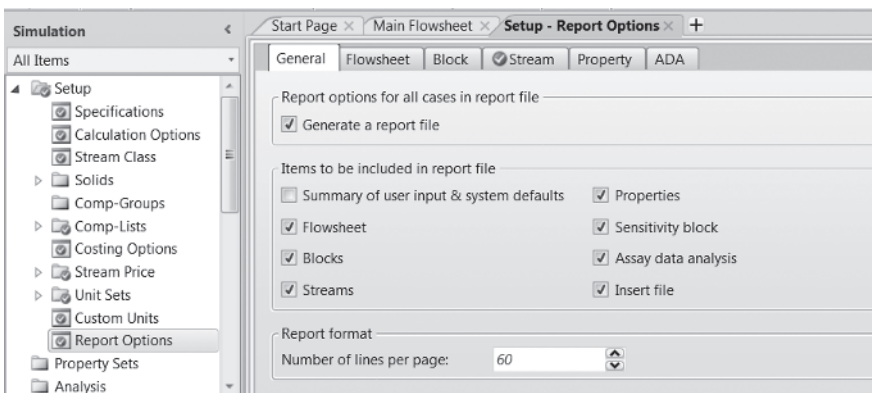 Simulation
All Items
Setup
Specifications
Calculation Options
Stream Class
Solids
Comp-Groups
Comp-Lists
Costing Options
Stream Price
Unit Sets
Custom Units
Report Options
Property Sets
Analysis
Start Page Main Flowsheet Setup - Report Options
General Flowsheet Block Stream Property ADA
Report options for all cases in report file
Generate a report file
Items to be included in report file
Summary of user input & system defaults Properties
Flowsheet Sensitivity block
Blocks Assay data analysis
Streams Insert file
Report format
Number of lines per page: 60